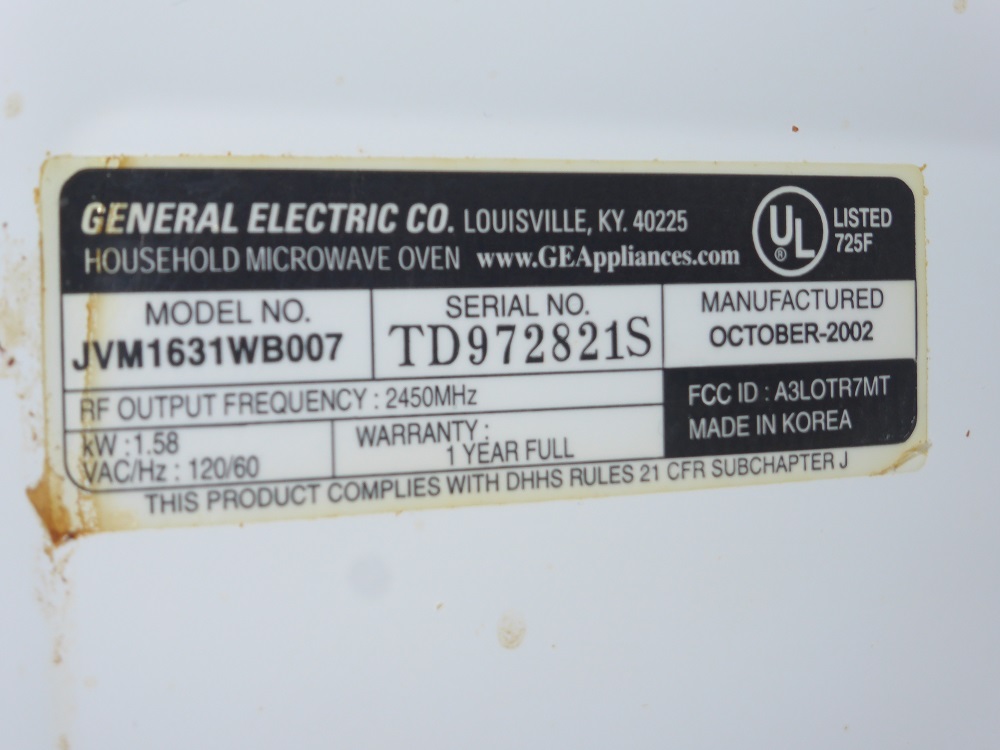 GENERAL ELECTRIC CO. LOUISVILLE, KY. 40225
HOUSEHOLD MICROWAVE OVEN www.GEAppliances.com
UL ® LISTED
725F
MODEL NO.
JVM1631WB007
SERIAL NO.
TD972821S
MANUFACTURED
OCTOBER-2002
RF OUTPUT FREQUENCY : 2450MHz
FCC ID : A3LOTR7MT
MADE IN KOREA
kW : 1.58
VAC/Hz : 120/60
WARRANTY :
1 YEAR FULL
THIS PRODUCT COMPLIES WITH DHHS RULES 21 CFR SUBCHAPTER J